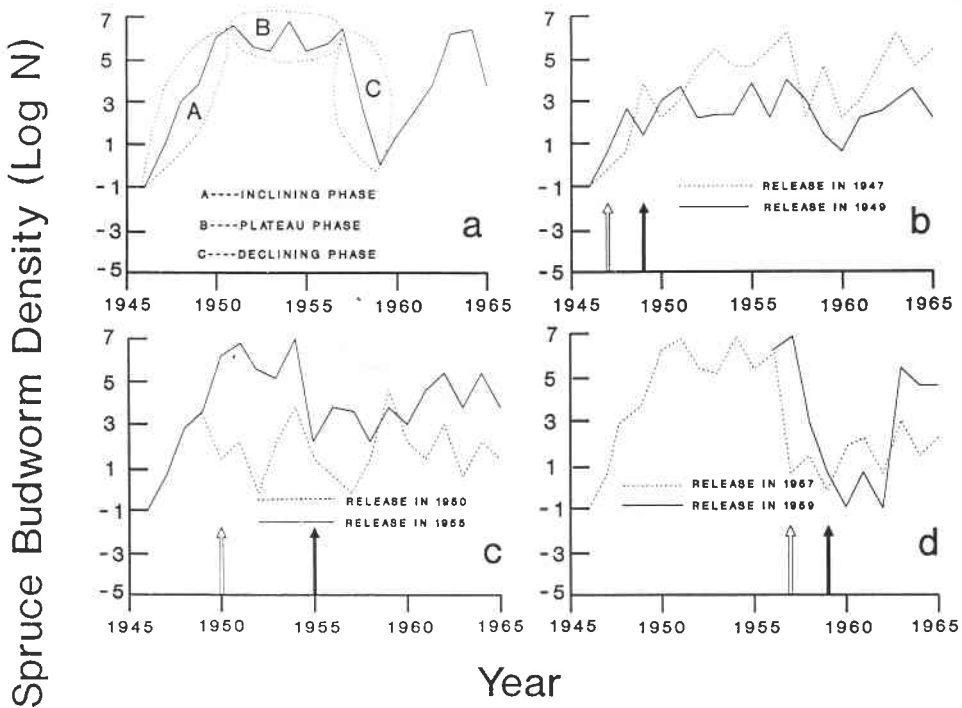 Spruce Budworm Density (Log N)
7
5
3
1
-1
-3
-5
A
B
C
A----INCLINING PHASE
B----PLATEAU PHASE
C----DECLINING PHASE
a
1945 1950 1955 1960 1965
7
5
3
1
-1
-3
-5
RELEASE IN 1947
RELEASE IN 1949
b
1945 1950 1955 1960 1965
7
5
3
1
-1
-3
-5
RELEASE IN 1950
RELEASE IN 1955
c
1945 1950 1955 1960 1965
7
5
3
1
-1
-3
-5
RELEASE IN 1957
RELEASE IN 1959
d
1945 1950 1955 1960 1965
Year